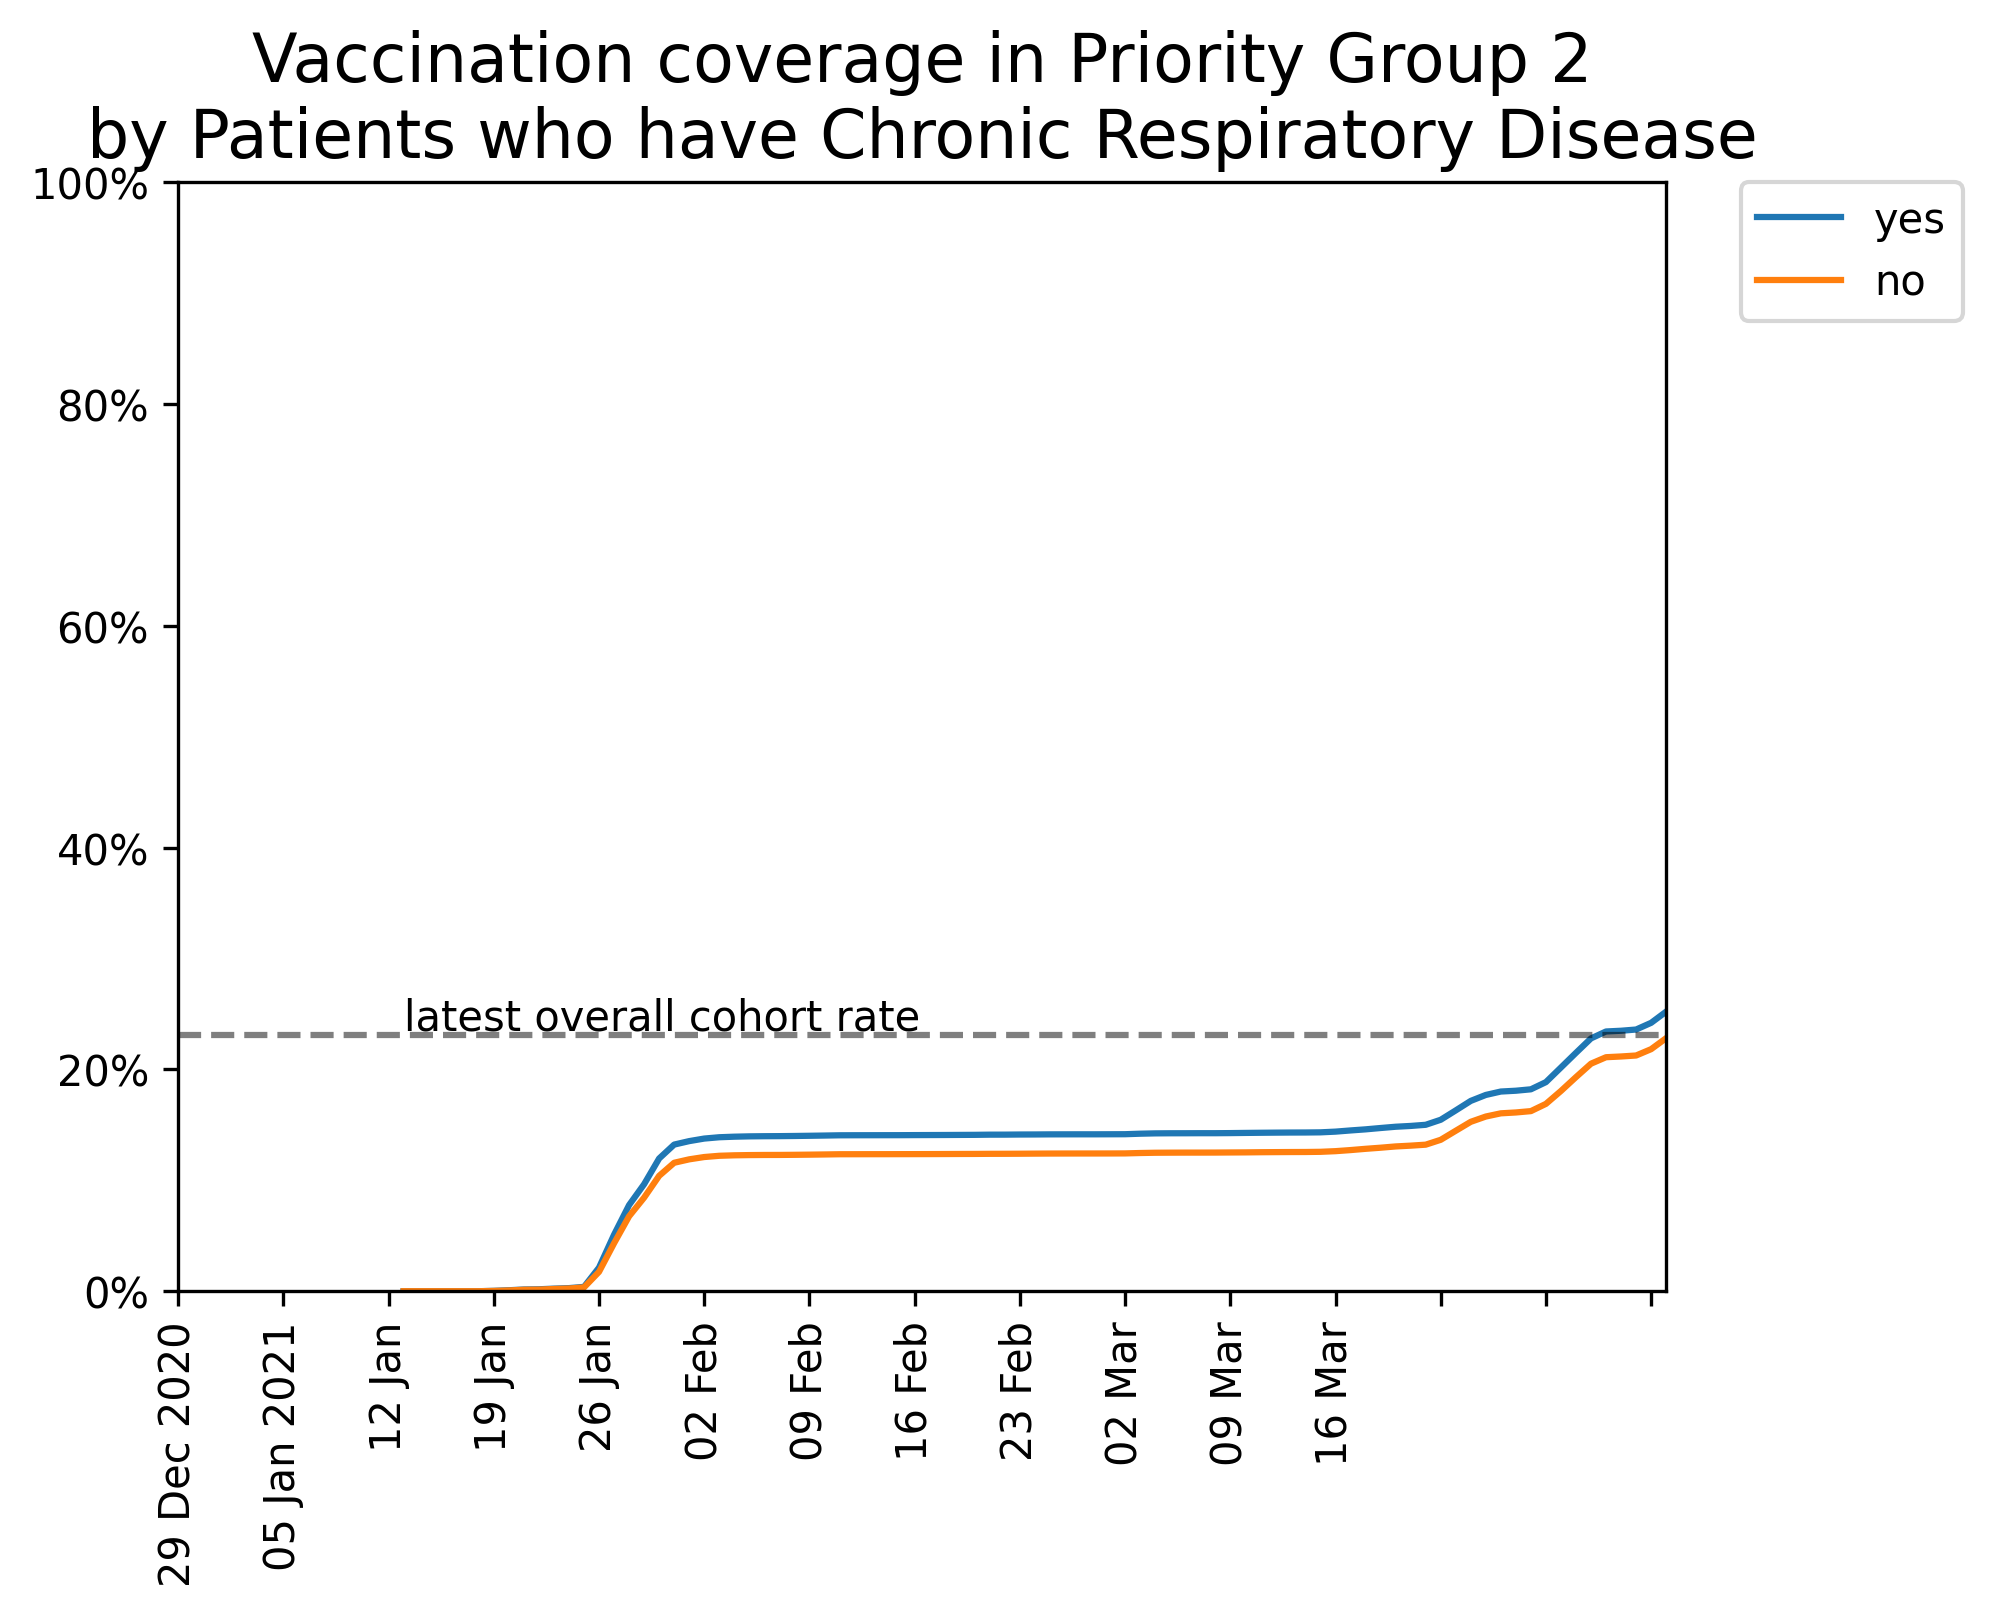 Vaccination coverage in Priority Group 2
by Patients who have Chronic Respiratory Disease
100%
80%
60%
40%
20%
0%
latest overall cohort rate
yes
no
29 Dec 2020
05 Jan 2021
12 Jan
19 Jan
26 Jan
02 Feb
09 Feb
16 Feb
23 Feb
02 Mar
09 Mar
16 Mar